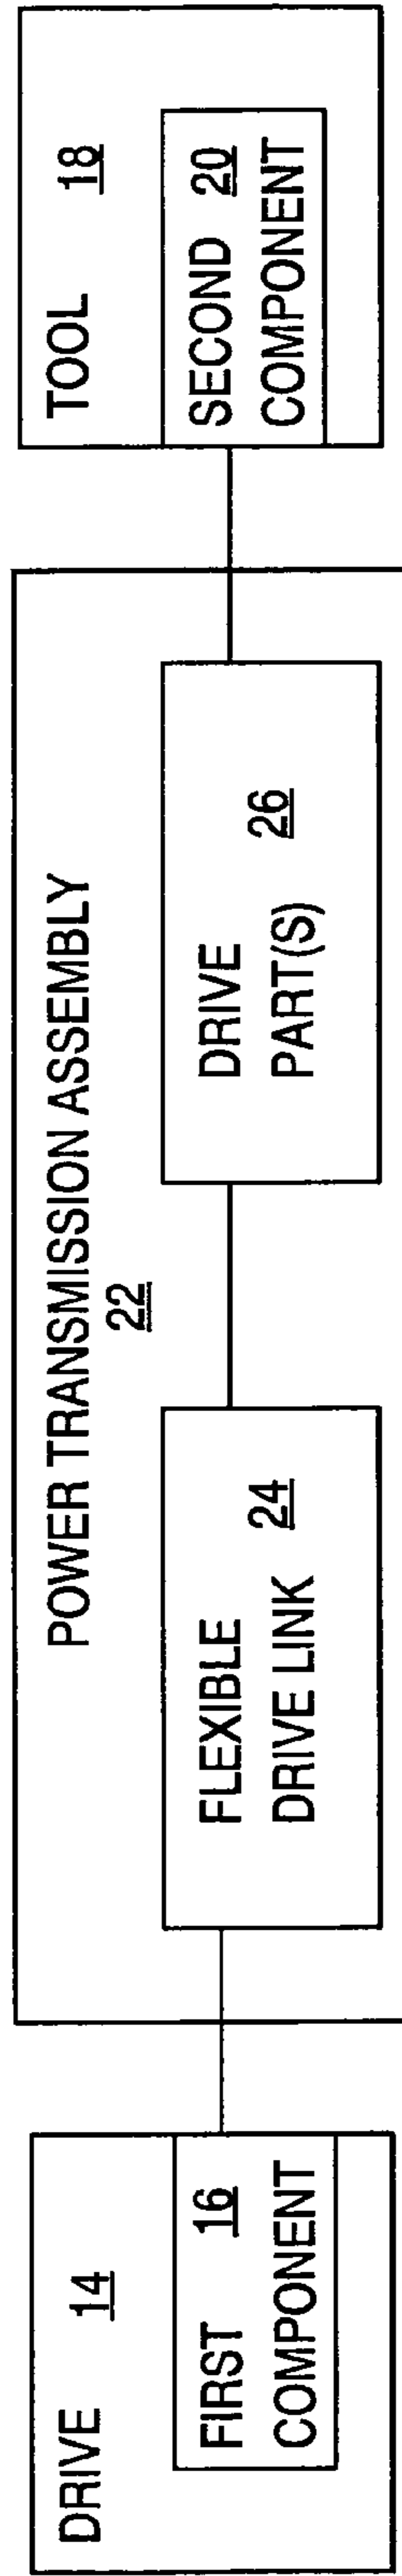 DRIVE 14
FIRST 16
COMPONENT
POWER TRANSMISSION ASSEMBLY
22
FLEXIBLE 24
DRIVE LINK
DRIVE 26
PART(S)
TOOL 18
SECOND 20
COMPONENT